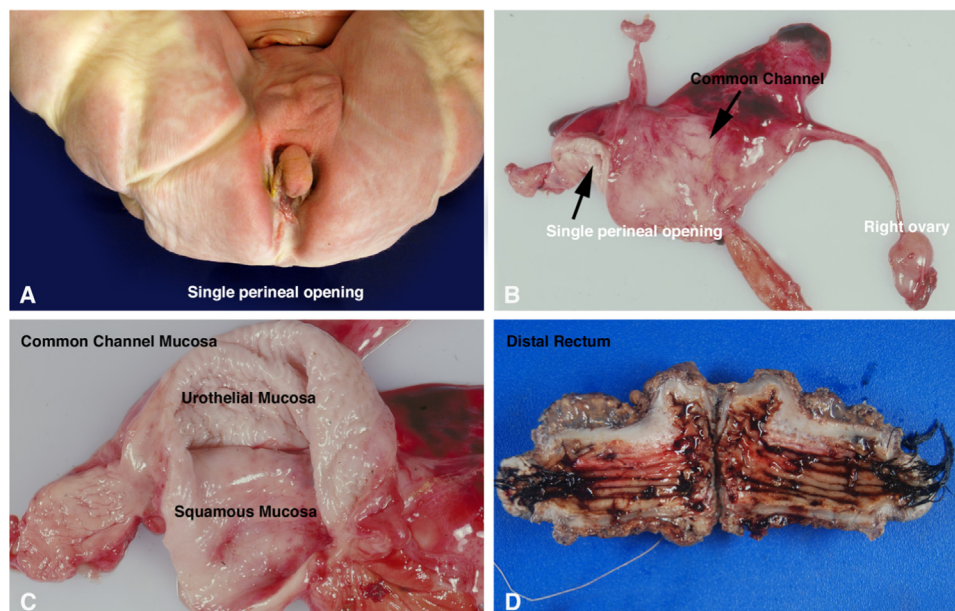 Single perineal opening
A
Common Channel
Single perineal opening
Right ovary
B
Common Channel Mucosa
Urothelial Mucosa
Squamous Mucosa
C
Distal Rectum
D